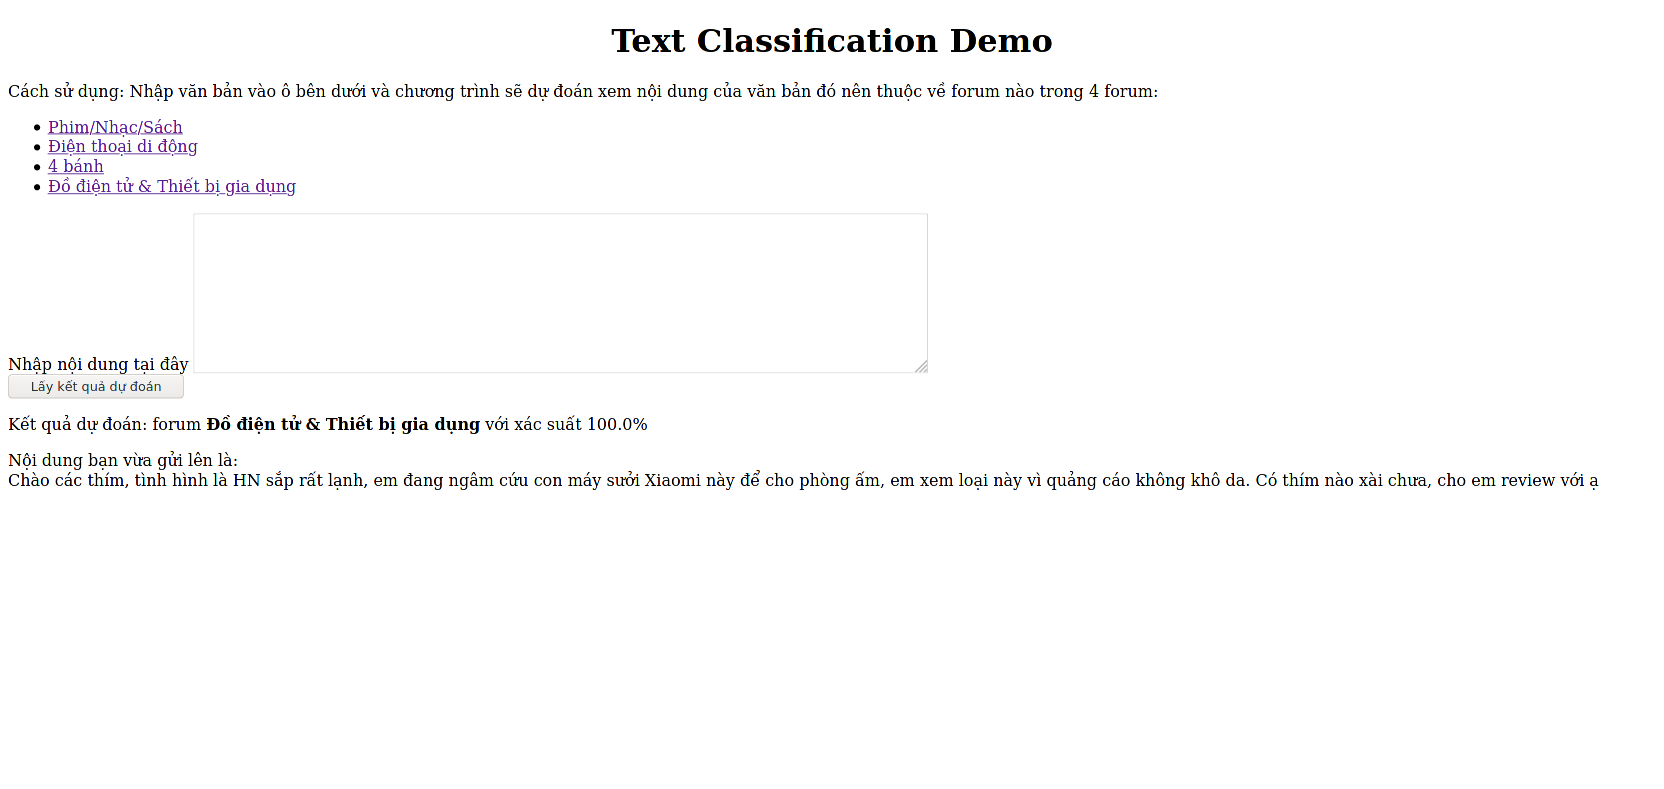 Text Classification Demo
Cách sử dụng: Nhập văn bản vào ô bên dưới và chương trình sẽ dự đoán xem nội dung của văn bản đó nên thuộc về forum nào trong 4 forum:
Phim/Nhạc/Sách
Điện thoại di động
4 bánh
Đồ điện tử & Thiết bị gia dụng
Nhập nội dung tại đây
Lấy kết quả dự đoán
Kết quả dự đoán: forum Đồ điện tử & Thiết bị gia dụng với xác suất 100.0%
Nội dung bạn vừa gửi lên là:
Chào các thím, tình hình là HN sắp rất lạnh, em đang ngâm cứu con máy sưởi Xiaomi này để cho phòng ấm, em xem loại này vì quảng cáo không khô da. Có thím nào xài chưa, cho em review với ạ